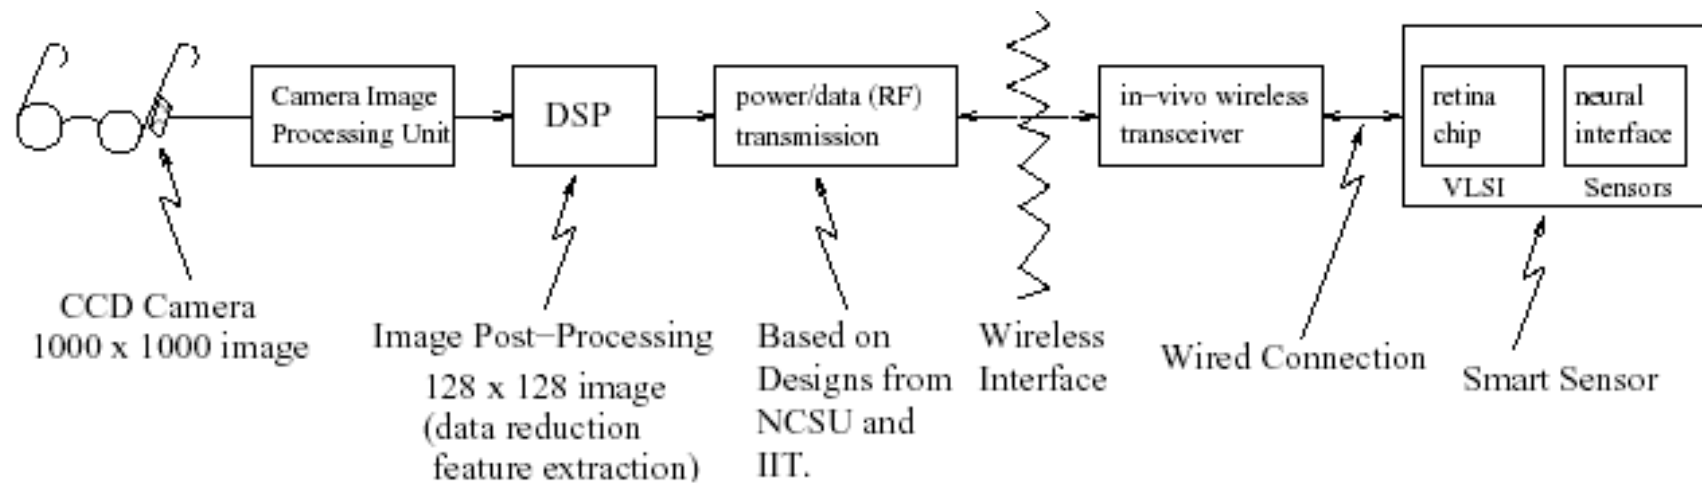 Camera Image
Processing Unit
DSP
power/data (RF)
transmission
in-vivo wireless
transceiver
retina
chip
neural
interface
VLSI
Sensors
CCD Camera
1000 x 1000 image
Image Post-Processing
128 x 128 image
(data reduction
feature extraction)
Based on
Designs from
NCSU and
IIT.
Wireless
Interface
Wired Connection
Smart Sensor